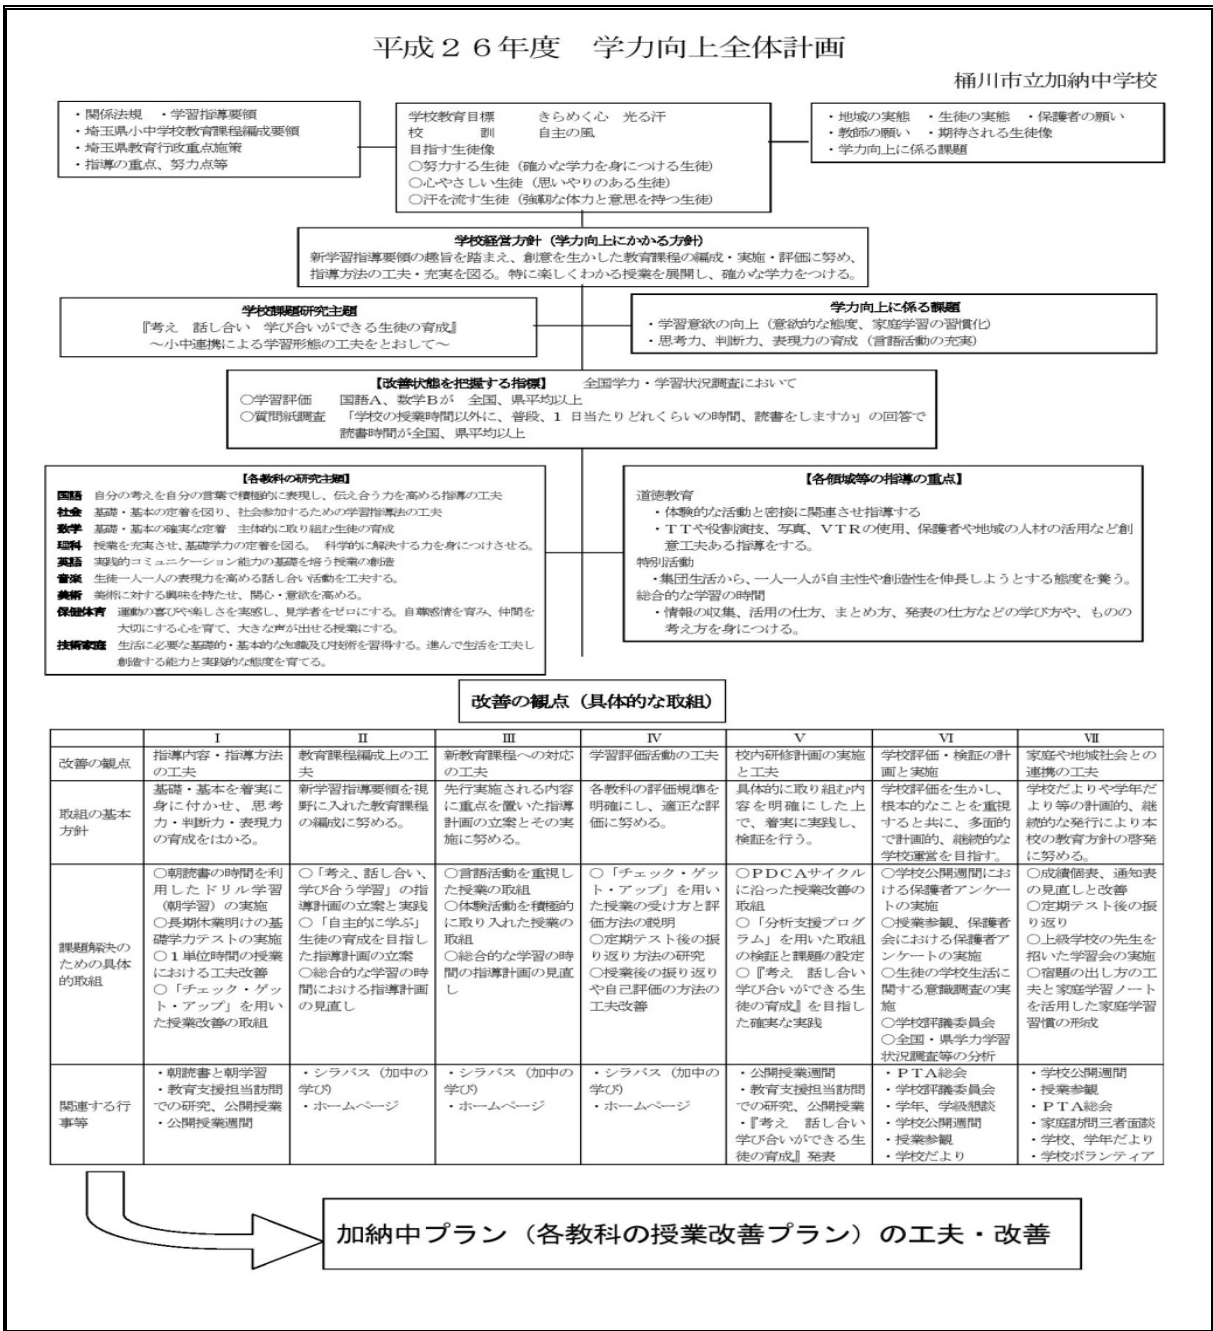 平成２６年度　学力向上全体計画
桶川市立加納中学校
・関係法規　・学習指導要領
・埼玉県小中学校教育課程編成要領
・埼玉県教育行政重点施策
・指導の重点、努力点等
学校教育目標　　きらめく心　光る汗
校　　　訓　　自主の風
目指す生徒像
○努力する生徒（確かな学力を身につける生徒）
○心やさしい生徒（思いやりのある生徒）
○汗を流す生徒（強靱な体力と意思を持つ生徒）
・地域の実態　・生徒の実態　・保護者の願い
・教師の願い　・期待される生徒像
・学力向上に係る課題
学校経営方針（学力向上にかかる方針）
新学習指導要領の趣旨を踏まえ、創意を生かした教育課程の編成・実施・評価に努め、
指導方法の工夫・充実を図る。特に楽しくわかる授業を展開し、確かな学力をつける。
学校課題研究主題
『考え　話し合い　学び合いができる生徒の育成』
～小中連携による学習形態の工夫をとおして～
学力向上に係る課題
・学習意欲の向上（意欲的な態度、家庭学習の習慣化）
・思考力、判断力、表現力の育成（言語活動の充実）
【改善状態を把握する指標】　　全国学力・学習状況調査において
○学習評価　　国語Ａ、数学Ｂが　全国、県平均以上
○質問紙調査　「学校の授業時間以外に、普段、１日当たりどれくらいの時間、読書をしますか」の回答で
読書時間が全国、県平均以上
【各教科の研究主題】
国語　自分の考えを自分の言葉で積極的に表現し、伝え合う力を高める指導の工夫
社会　基礎・基本の定着を図り、社会参加するための学習指導法の工夫
数学　基礎・基本の確実な定着　主体的に取り組む生徒の育成
理科　授業を充実させ、基礎学力の定着を図る。　科学的に解決する力を身につけさせる。
英語　実践的コミュニケーション能力の基礎を培う授業の創造
音楽　生徒一人一人の表現力を高める話し合い活動を工夫する。
美術　美術に対する興味を持たせ、関心・意欲を高める。
保健体育　運動の喜びや楽しさを実感し、見学者をゼロにする。自尊感情を育み、仲間を
大切にする心を育て、大きな声が出せる授業にする。
技術家庭　生活に必要な基礎的・基本的な知識及び技術を習得する。進んで生活を工夫し
創造する能力と実践的な態度を育てる。
【各領域等の指導の重点】
道徳教育
・体験的な活動と密接に関連させ指導する
・ＴＴや役割演技、写真、ＶＴＲの使用、保護者や地域の人材の活用など創
意工夫ある指導をする。
特別活動
・集団生活から、一人一人が自主性や創造性を伸長しようとする態度を養う。
総合的な学習の時間
・情報の収集、活用の仕方、まとめ方、発表の仕方などの学び方や、ものの
考え方を身につける。
改善の観点（具体的な取組）
Ⅰ　Ⅱ　Ⅲ　Ⅳ　Ⅴ　Ⅵ　Ⅶ
改善の観点
指導内容・指導方法
の工夫
教育課程編成上の工
夫
新教育課程への対応
の工夫
学習評価活動の工夫
校内研修計画の実施
と工夫
学校評価・検証の計
画と実施
家庭や地域社会との
連携の工夫
取組の基本
方針
基礎・基本を着実に
身に付かせ、思考
力・判断力・表現力
の育成をはかる。
新学習指導要領を視
野に入れた教育課程
の編成に努める。
先行実施される内容
に重点を置いた指導
計画の立案とその実
施に努める。
各教科の評価規準を
明確にし、適正な評
価に努める。
具体的に取り組む内
容を明確にした上
で、着実に実践し、
検証を行う。
学校評価を生かし、
根本的なことを重視
すると共に、多面的
で計画的、継続的な
学校運営を目指す。
学校だよりや学年だ
より等の計画的、継
続的な発行により本
校の教育方針の啓発
に努める。
課題解決の
ための具体
的取組
○朝読書の時間を利
用したドリル学習
（朝学習）の実施
○長期休業明けの基
礎学力テストの実施
○１単位時間の授業
における工夫改善
○「チェック・ゲッ
ト・アップ」を用い
た授業改善の取組
○「考え、話し合い、
学び合う学習」の指
導計画の立案と実践
○「自主的に学ぶ」
生徒の育成を目指し
た指導計画の立案
○総合的な学習の時
間における指導計画
の見直し
○言語活動を重視し
た授業の取組
○体験活動を積極的
に取り入れた授業の
取組
○総合的な学習の時
間の指導計画の見直
し
○「チェック・ゲッ
ト・アップ」を用い
た授業の受け方と評
価方法の説明
○定期テスト後の振
り返り方法の研究
○授業後の振り返り
や自己評価の方法の
工夫改善
○ＰＤＣＡサイクル
に沿った授業改善の
取組
○「分析支援プログ
ラム」を用いた取組
の検証と課題の設定
○『考え　話し合い
学び合いができる生
徒の育成』を目指し
た確実な実践
○学校公開週間にお
ける保護者アンケー
トの実施
○授業参観、保護者
会における保護者ア
ンケートの実施
○生徒の学校生活に
関する意識調査の実
施
○学校評議委員会
○全国・県学力学習
状況調査等の分析
○成績個表、通知表
の見直しと改善
○定期テスト後の振
り返り
○上級学校の先生を
招いた学習会の実施
○宿題の出し方の工
夫と家庭学習ノート
を活用した家庭学習
習慣の形成
関連する行
事等
・朝読書と朝学習
・教育支援担当訪問
での研究、公開授業
・公開授業週間
・シラバス（加中の
学び）
・ホームページ
・シラバス（加中の
学び）
・ホームページ
・シラバス（加中の
学び）
・ホームページ
・公開授業週間
・教育支援担当訪問
での研究、公開授業
・『考え　話し合い
学び合いができる生
徒の育成』発表
・ＰＴＡ総会
・学校評議委員会
・学年、学級懇談
・学校公開週間
・授業参観
・学校だより
・学校公開週間
・授業参観
・ＰＴＡ総会
・家庭訪問三者面談
・学校、学年だより
・学校ボランティア
加納中プラン（各教科の授業改善プラン）の工夫・改善